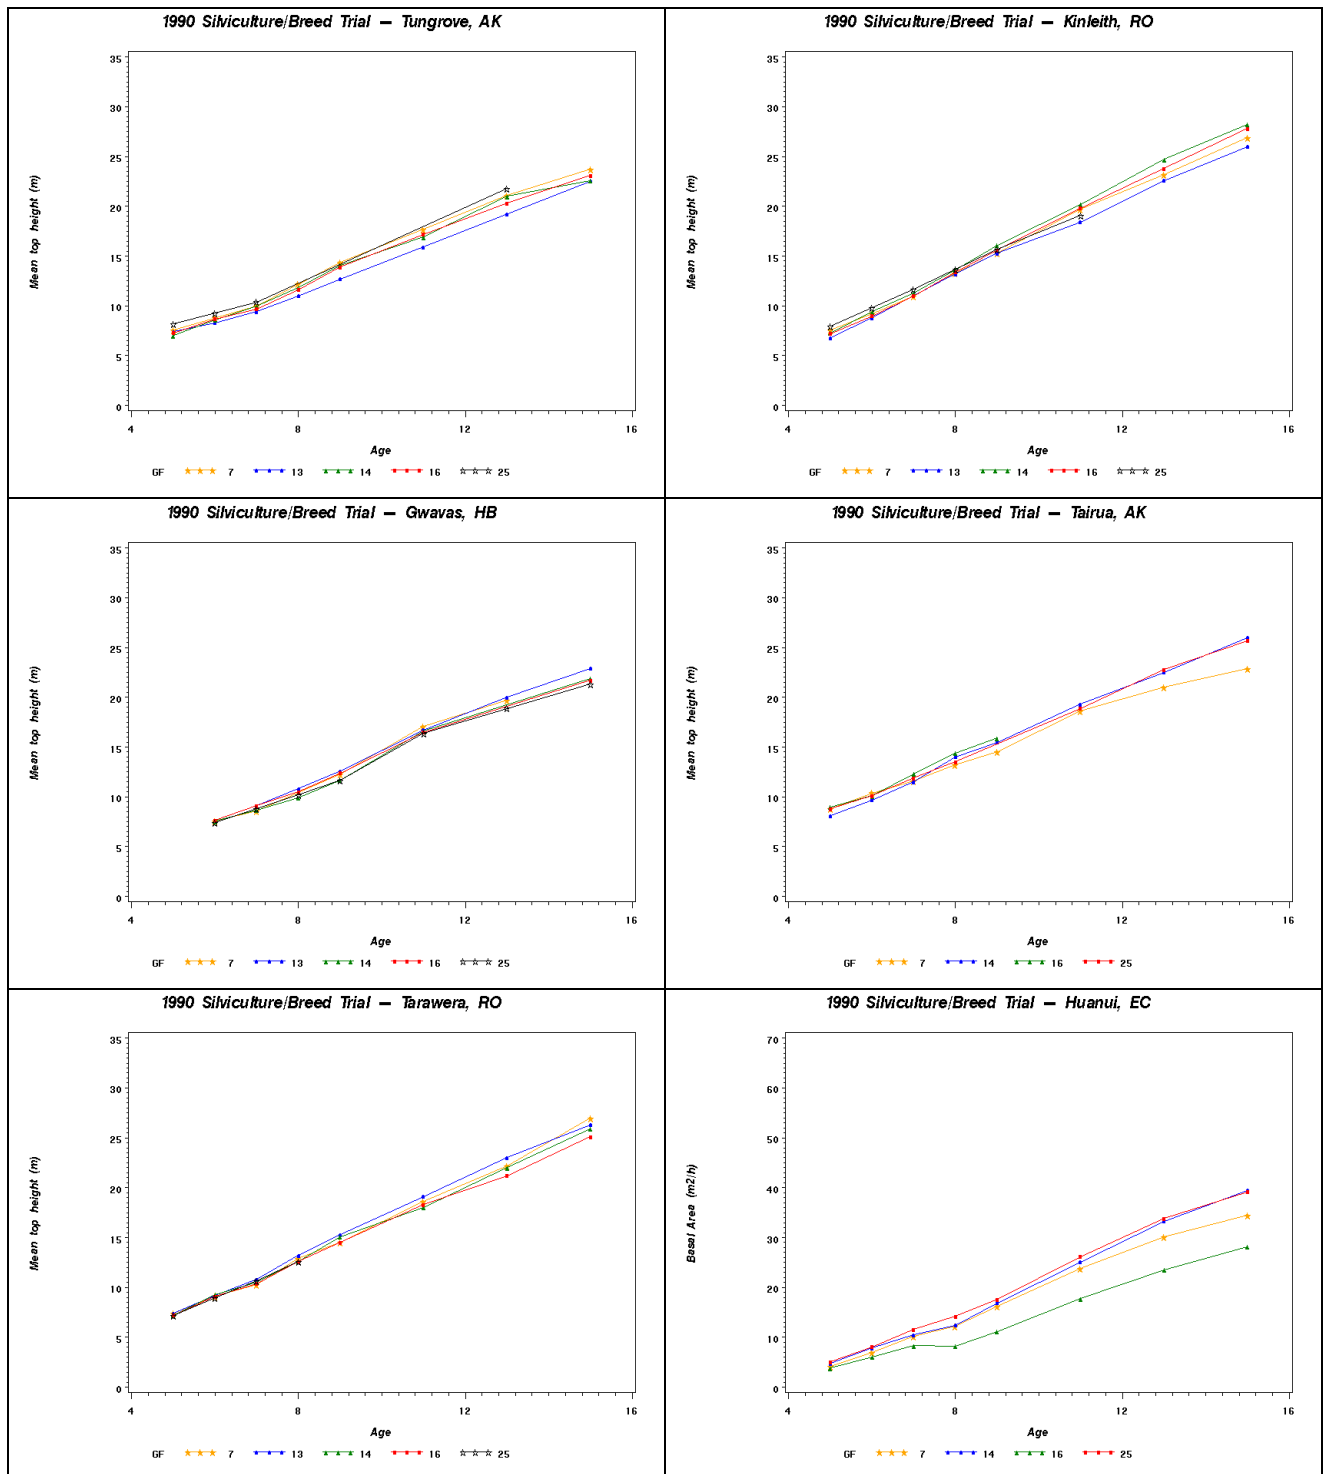 1990 Silviculture/Breed Trial – Tungrove, AK
35
30
25
20
15
10
5
0
Mean top height (m)
4 8 12 16
Age
GF 7 13 14 16 25
1990 Silviculture/Breed Trial – Kinleith, RO
35
30
25
20
15
10
5
0
Mean top height (m)
4 8 12 16
Age
GF 7 13 14 16 25
1990 Silviculture/Breed Trial – Gwavas, HB
35
30
25
20
15
10
5
0
Mean top height (m)
4 8 12 16
Age
GF 7 13 14 16 25
1990 Silviculture/Breed Trial – Tairua, AK
35
30
25
20
15
10
5
0
Mean top height (m)
4 8 12 16
Age
GF 7 14 16 25
1990 Silviculture/Breed Trial – Tarawera, RO
35
30
25
20
15
10
5
0
Mean top height (m)
4 8 12 16
Age
GF 7 13 14 16 25
1990 Silviculture/Breed Trial – Huanui, EC
70
60
50
40
30
20
10
0
Basal Area (m2/h)
4 8 12 16
Age
GF 7 14 16 25